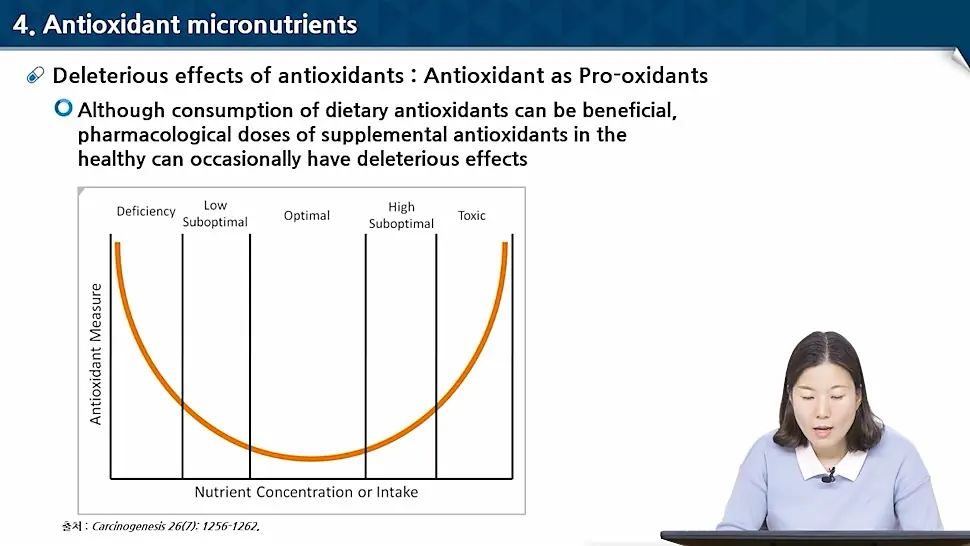 4. Antioxidant micronutrients
Deleterious effects of antioxidants : Antioxidant as Pro-oxidants
Although consumption of dietary antioxidants can be beneficial,
pharmacological doses of supplemental antioxidants in the
healthy can occasionally have deleterious effects
Deficiency
Low
Suboptimal
Optimal
High
Suboptimal
Toxic
Antioxidant Measure
Nutrient Concentration or Intake
출처 : Carcinogenesis 26(7): 1256-1262.